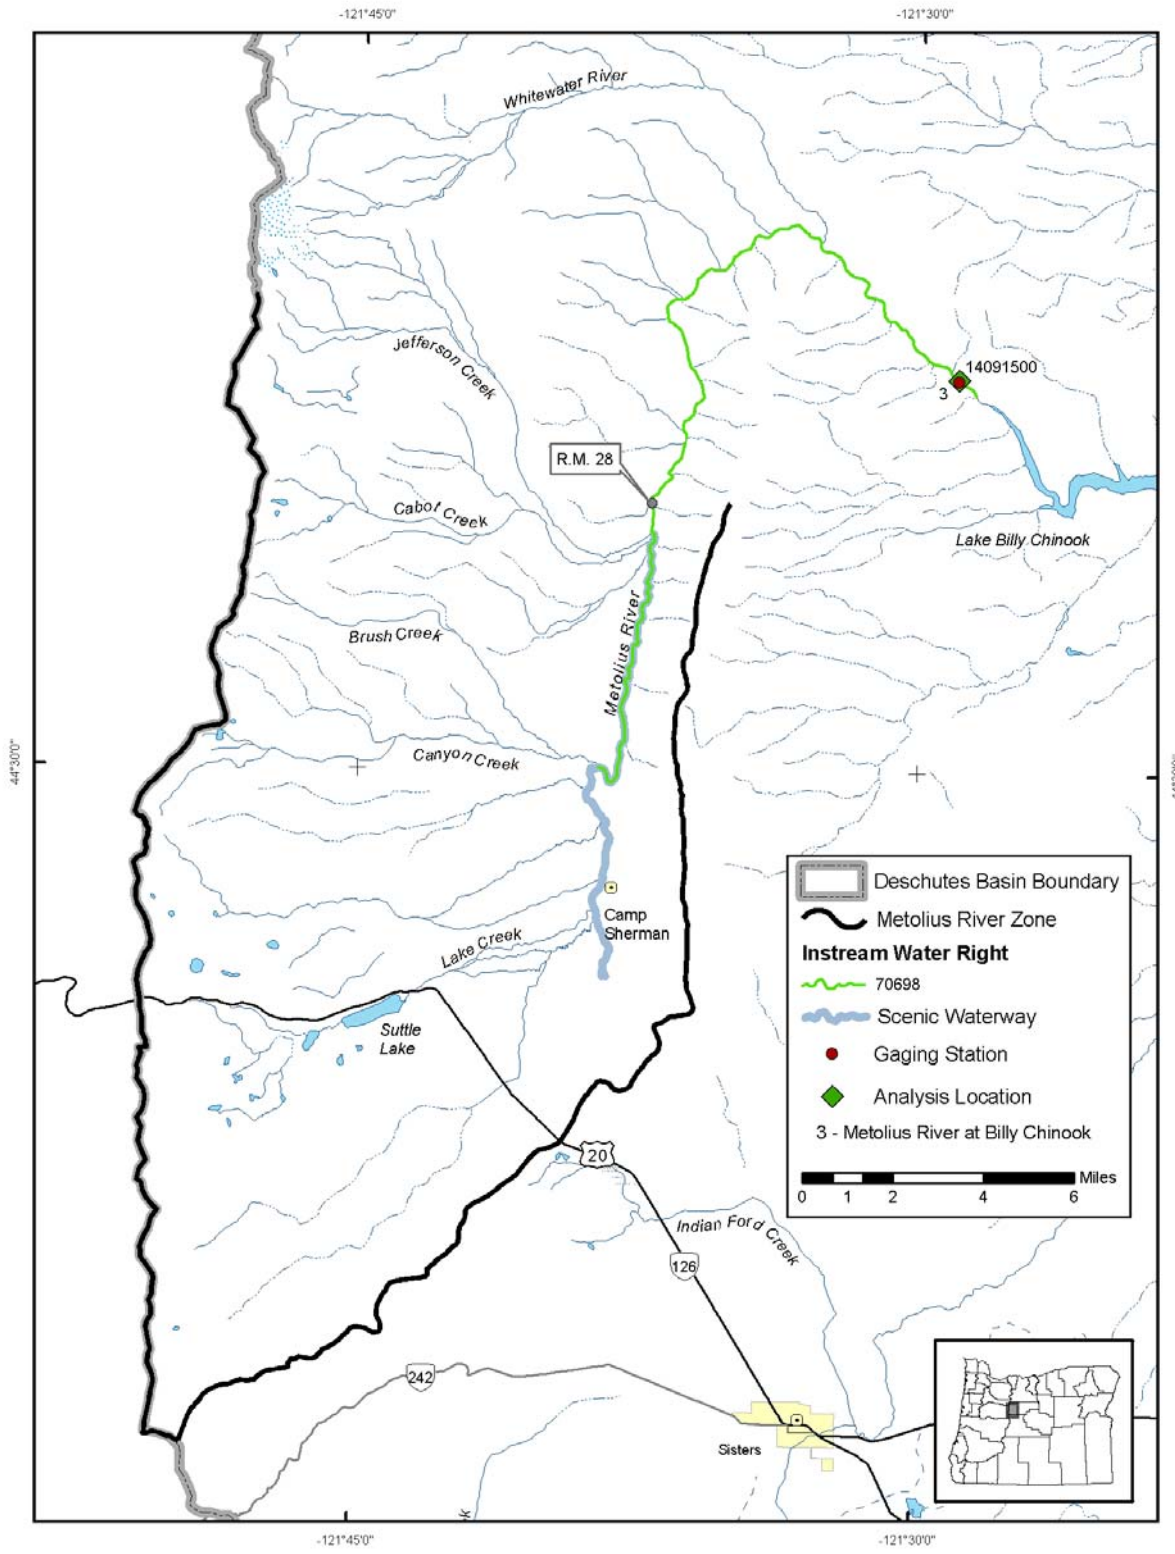 -121°45'0"
-121°30'0"
Whitewater River
Jefferson Creek
14091500
3
R.M. 28
Cabot Creek
Lake Billy Chinook
Metolius River
Brush Creek
Canyon Creek
44°30'0"
Deschutes Basin Boundary
Metolius River Zone
Instream Water Right
70698
Scenic Waterway
Gaging Station
Analysis Location
3 - Metolius River at Billy Chinook
Miles
0 1 2 4 6
Camp
Sherman
Lake Creek
Suttle
Lake
20
Indian Ford Creek
126
242
Sisters
-121°45'0"
-121°30'0"